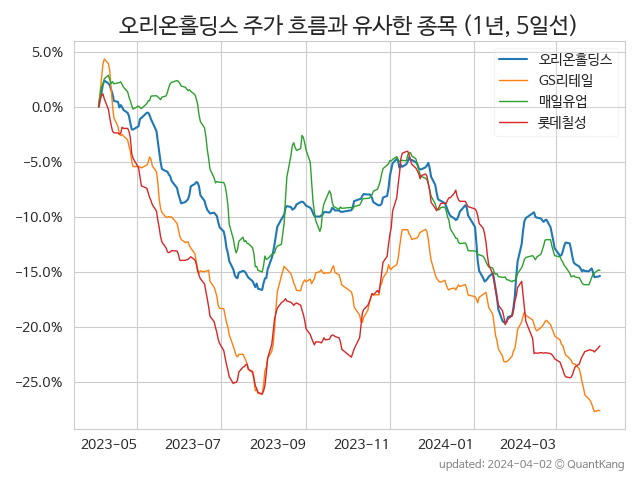 오리온홀딩스 주가 흐름과 유사한 종목 (1년, 5일선)
5.0%
0.0%
−5.0%
−10.0%
−15.0%
−20.0%
−25.0%
오리온홀딩스
GS리테일
매일유업
롯데칠성
2023-05 2023-07 2023-09 2023-11 2024-01 2024-03
updated: 2024-04-02 © QuantKang